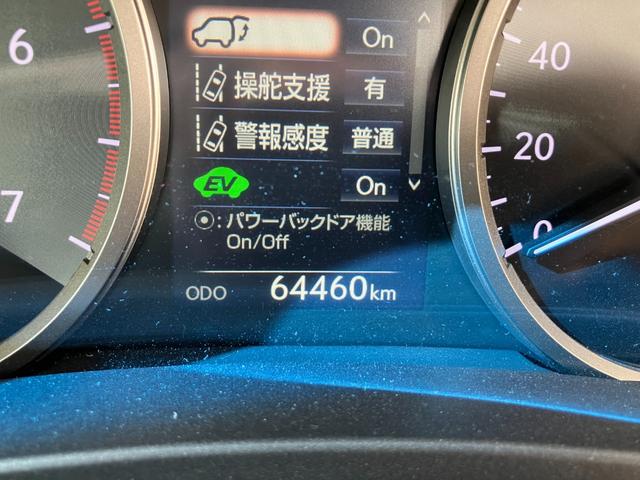 6
7
On
操舵支援 有
警報感度 普通
EV On
⦿：パワーバックドア機能
On/Off
ODO 64460km
40
20
0